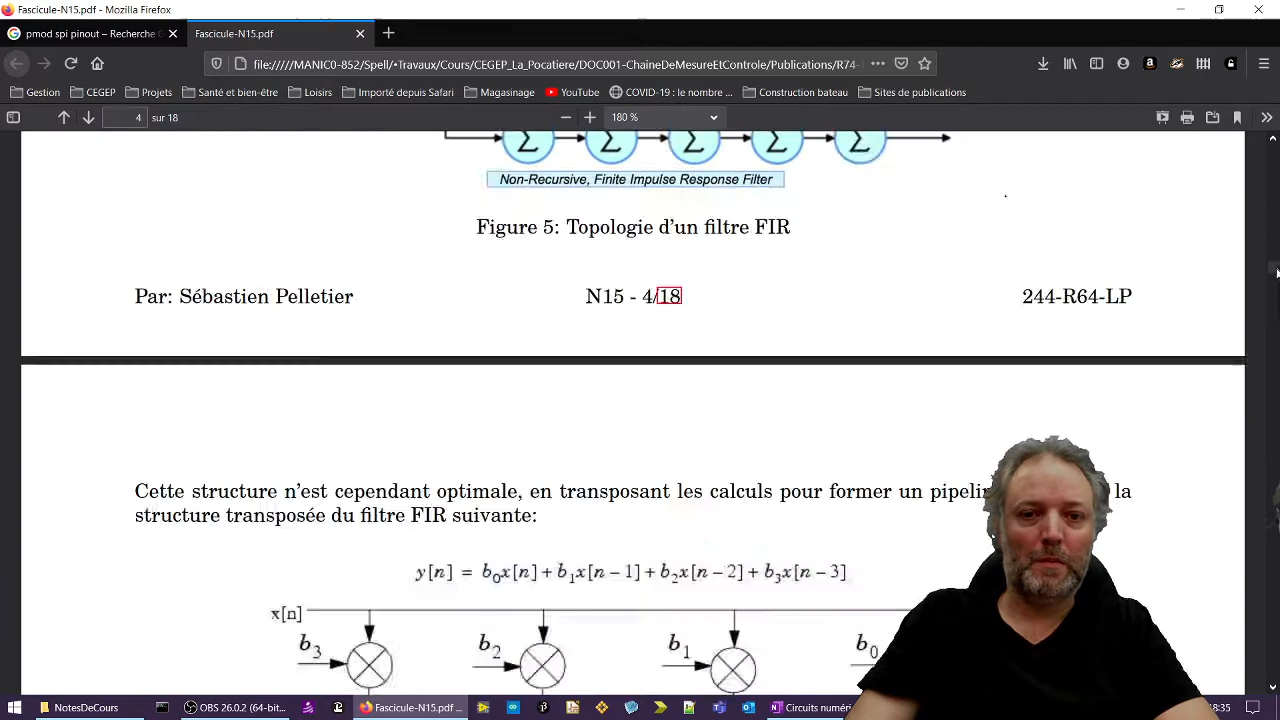 Fascicule-N15.pdf - Mozilla Firefox
pmod spi pinout – Recherche G
Fascicule-N15.pdf
file://///MANIC0-852/Spell/•Travaux/Cours/CEGEP_La_Pocatiere/DOC001-ChaineDeMesureEtControle/Publications/R74-
Gestion CEGEP Projets Santé et bien-être Loisirs Importé depuis Safari Magasinage YouTube COVID-19 : le nombre ... Construction bateau Sites de publications
4 sur 18 180 %
Σ Σ Σ Σ Σ
Non-Recursive, Finite Impulse Response Filter
Figure 5: Topologie d'un filtre FIR
Par: Sébastien Pelletier N15 - 4/18 244-R64-LP
Cette structure n'est cependant optimale, en transposant les calculs pour former un la
structure transposée du filtre FIR suivante:
y[n] = b0x[n] + b1x[n – 1] + b2x[n – 2] + b3x[n – 3]
x[n]
b3 b2 b1 b0
NotesDeCours OBS 26.0.2 (64-bit... Fascicule-N15.pdf ... Circuits numéri 18:35